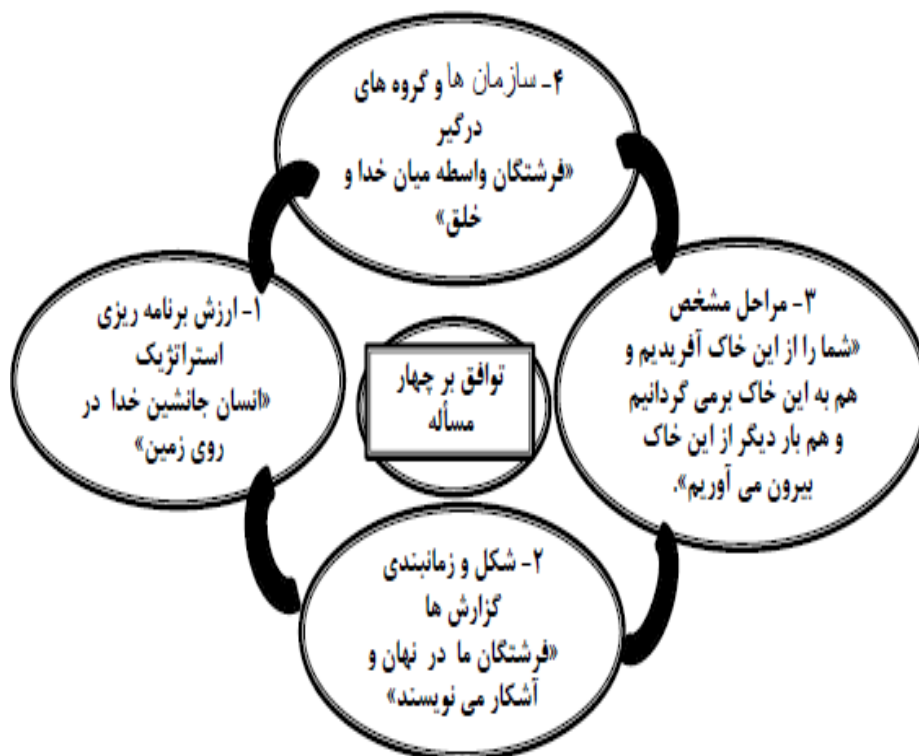 ۴- سازمان ها و گروه های
درگیر
«فرشتگان واسطه میان خدا و
خلق»
۱- ارزش برنامه ریزی
استراتژیک
«انسان جانشین خدا در
روی زمین»
توافق بر چهار
مسأله
۳- مراحل مشخص
«شما را از این خاک آفریدیم و
هم به این خاک برمی گردانیم
و هم بار دیگر از این خاک
بیرون می آوریم».
۲- شکل و زمانبندی
گزارش ها
«فرشتگان ما در نهان و
آشکار می نویسند»